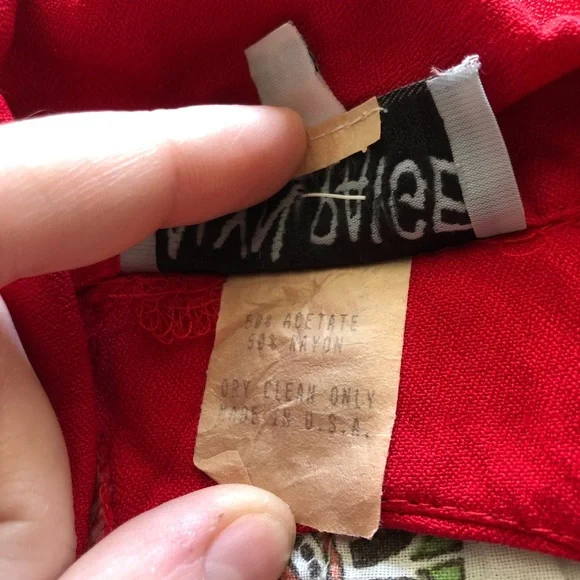 50% ACETATE
50% RAYON
DRY CLEAN ONLY
MADE IN U.S.A.